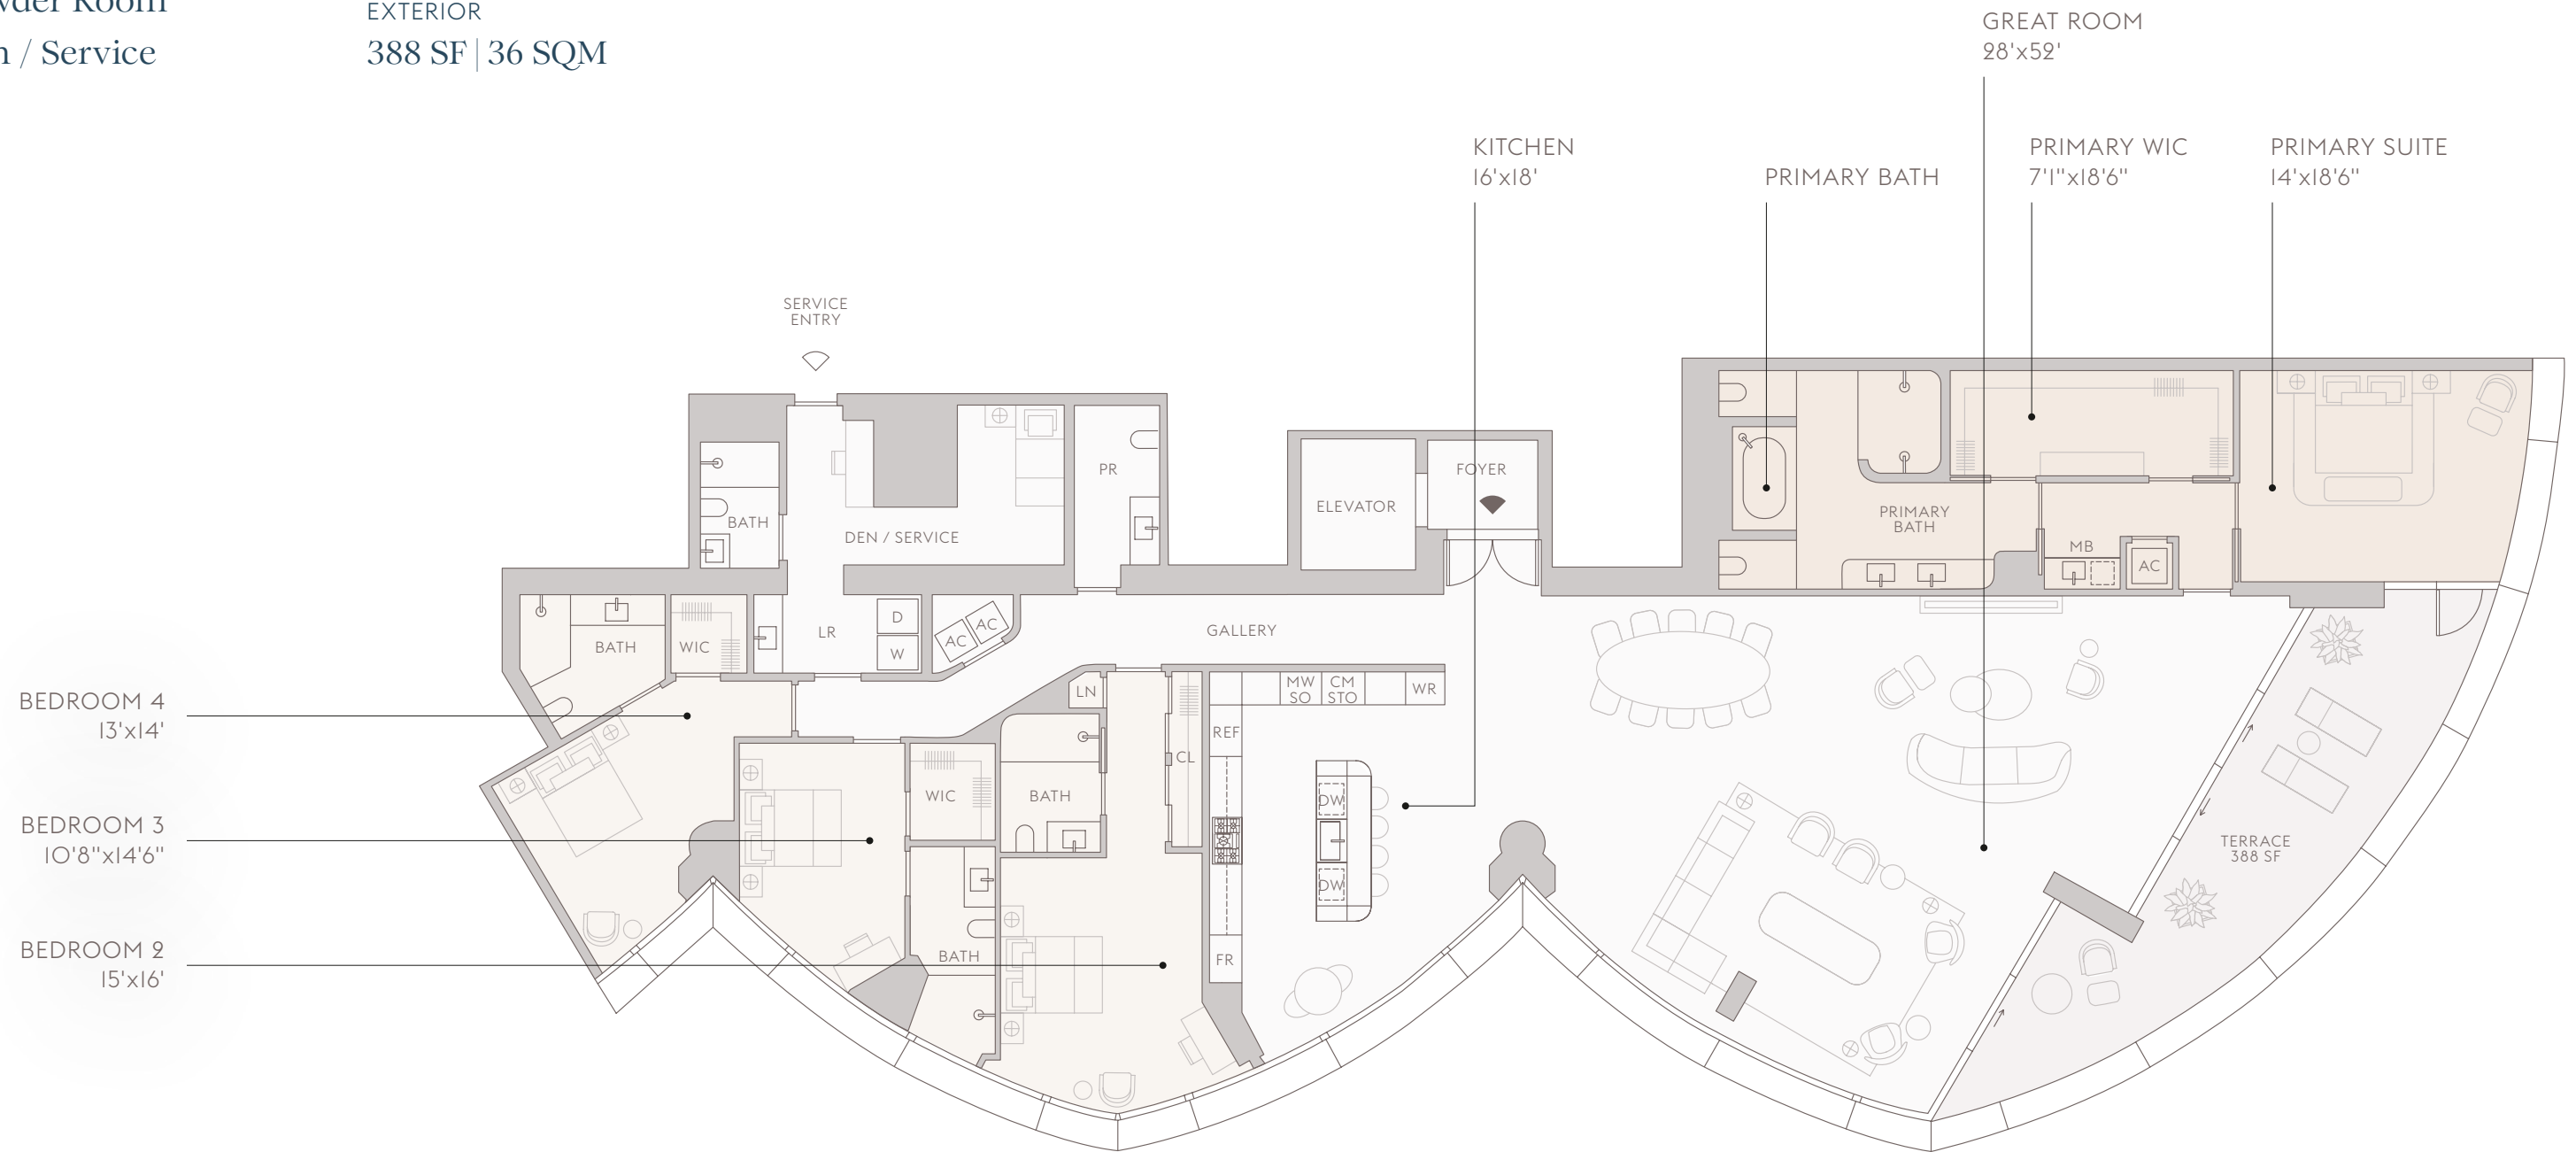 wder Room
n / Service
EXTERIOR
388 SF | 36 SQM
GREAT ROOM
28'x52'
KITCHEN
16'x18'
PRIMARY BATH
PRIMARY WIC
7'1"x18'6"
PRIMARY SUITE
14'x18'6"
SERVICE
ENTRY
BATH
DEN / SERVICE
PR
ELEVATOR
FOYER
PRIMARY
BATH
MB
AC
BATH
WIC
LR
D
W
AC
AC
GALLERY
LN
MW
SO
CM
STO
WR
REF
CL
WIC
BATH
DW
DW
BATH
FR
TERRACE
388 SF
BEDROOM 4
13'x14'
BEDROOM 3
10'8"x14'6"
BEDROOM 2
15'x16'